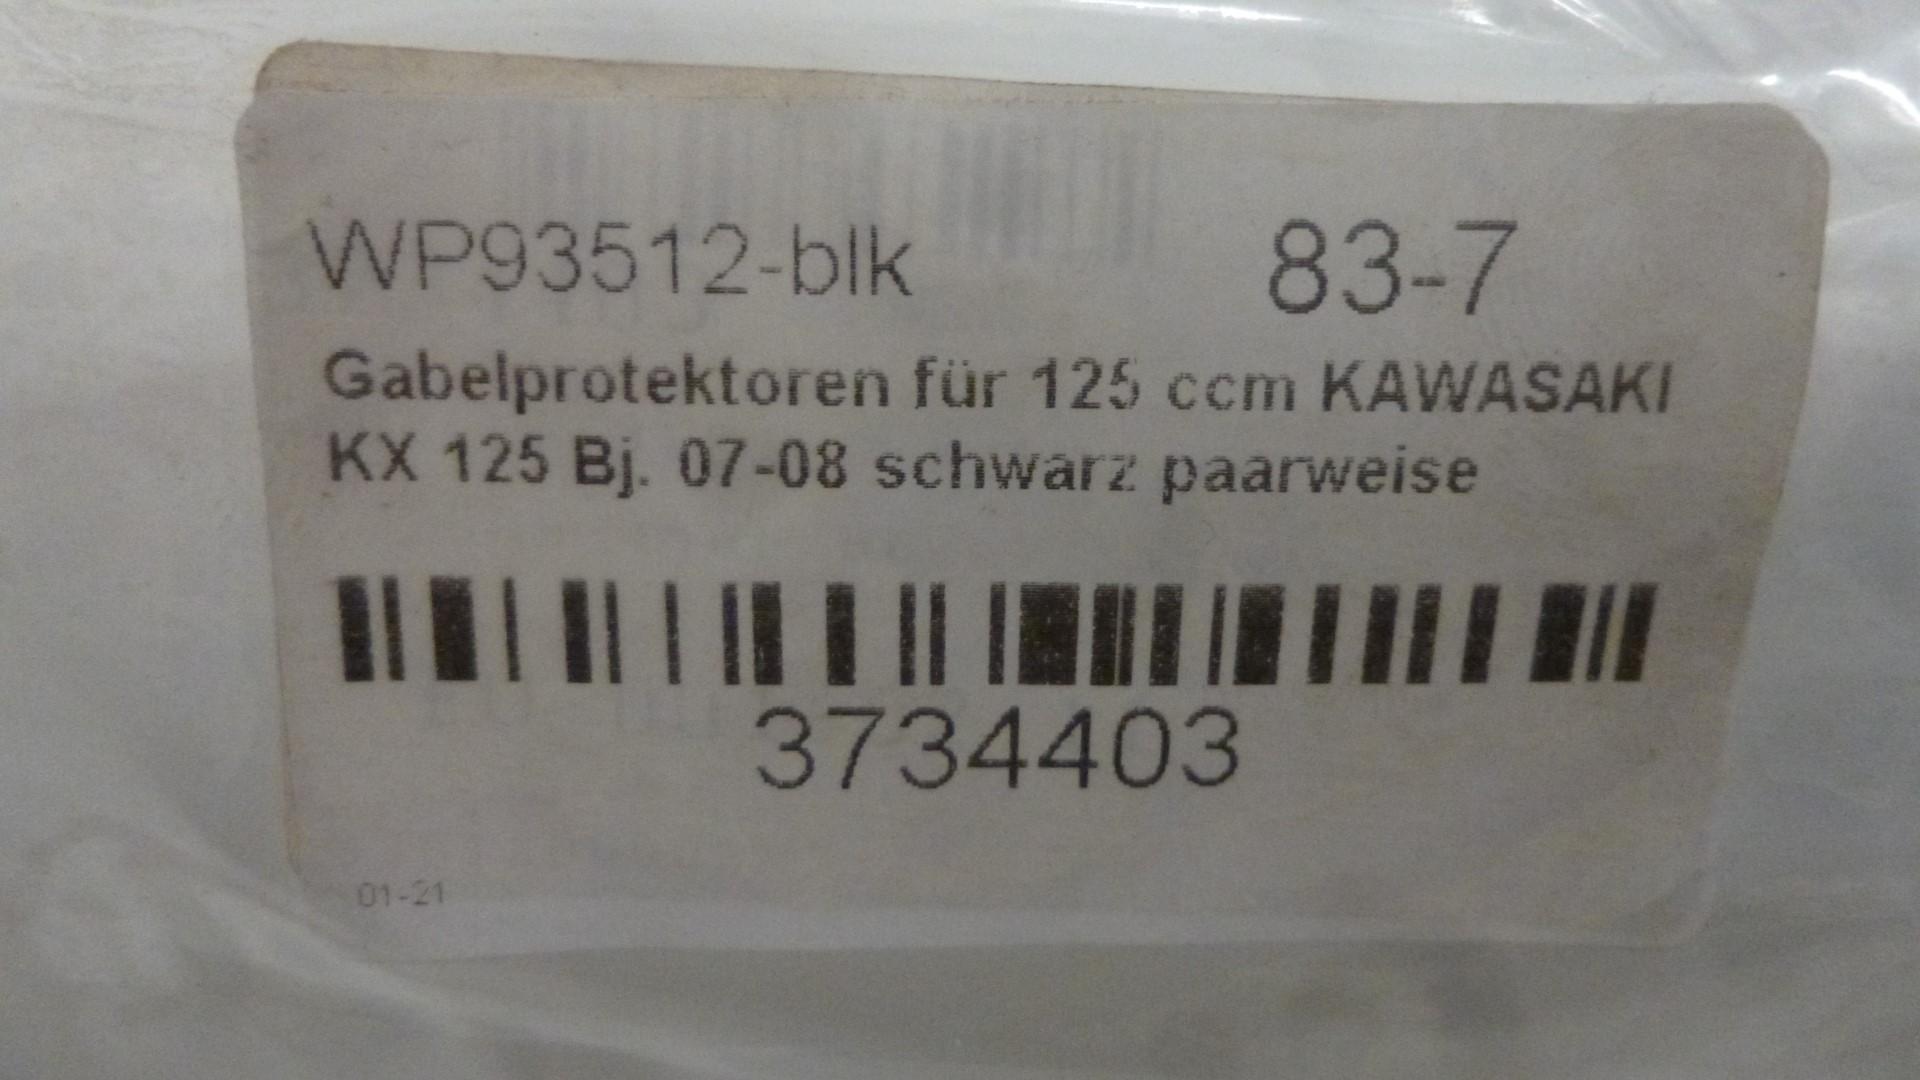 WP93512-blk 83-7
Gabelprotektoren für 125 ccm KAWASAKI
KX 125 Bj. 07-08 schwarz paarweise
3734403
01-21